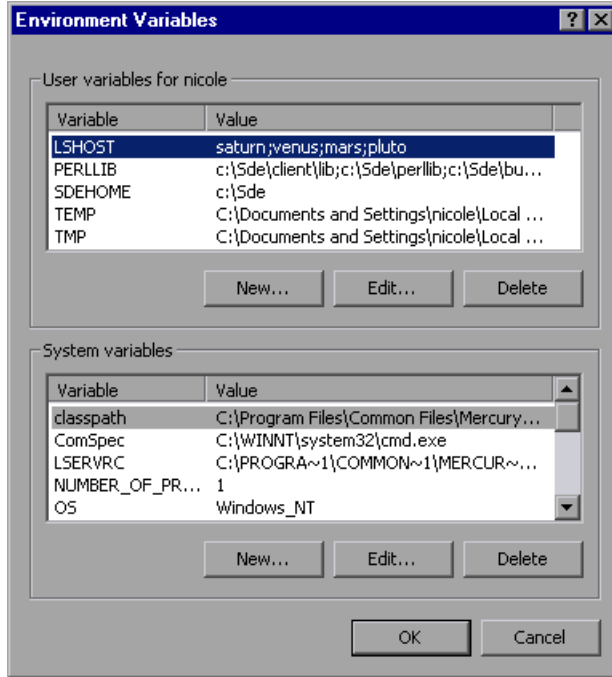 Environment Variables
User variables for nicole
Variable Value
LSHOST saturn;venus;mars;pluto
PERLLIB c:\Sde\client\lib;c:\Sde\perllib;c:\Sde\bu...
SDEHOME c:\Sde
TEMP C:\Documents and Settings\nicole\Local ...
TMP C:\Documents and Settings\nicole\Local ...
New... Edit... Delete
System variables
Variable Value
classpath C:\Program Files\Common Files\Mercury...
ComSpec C:\WINNT\system32\cmd.exe
LSERVRC C:\PROGRA~1\COMMON~1\MERCUR~...
NUMBER_OF_PR... 1
OS Windows_NT
New... Edit... Delete
OK Cancel